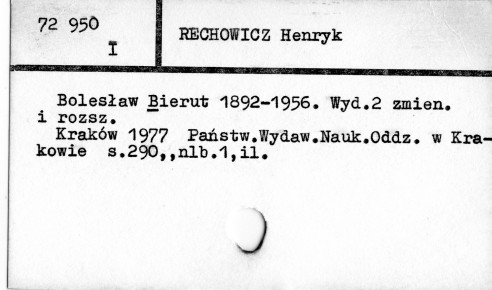 72 950
I
RECHOWICZ Henryk
Bolesław Bierut 1892-1956. Wyd.2 zmien.
i rozsz.
Kraków 1977 Państw.Wydaw.Nauk.Oddz. w Kra-
kowie s.290,,nlb.1,il.